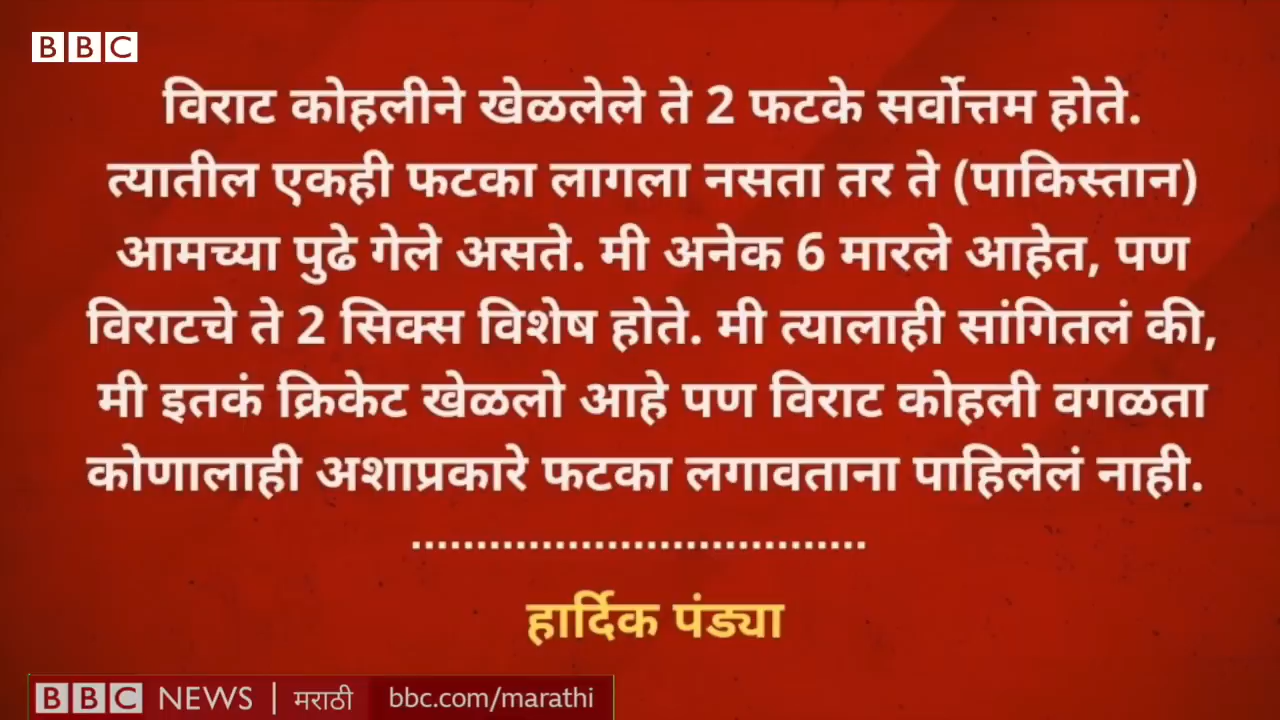 BBC
विराट कोहलीने खेळलेले ते 2 फटके सर्वोत्तम होते.
त्यातील एकही फटका लागला नसता तर ते (पाकिस्तान)
आमच्या पुढे गेले असते. मी अनेक 6 मारले आहेत, पण
विराटचे ते 2 सिक्स विशेष होते. मी त्यालाही सांगितलं की,
मी इतकं क्रिकेट खेळलो आहे पण विराट कोहली वगळता
कोणालाही अशाप्रकारे फटका लगावताना पाहिलेलं नाही.
...................................
हार्दिक पंड्या
BBC NEWS | मराठी bbc.com/marathi